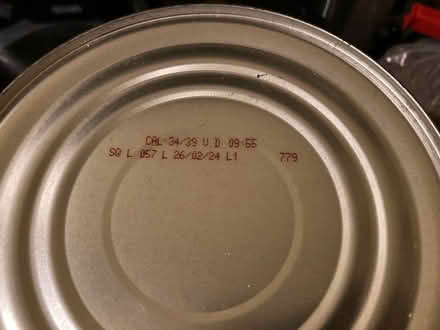 CAL 34/39 U.D 09:55
SQ L 057 L 26/02/24 L1 779